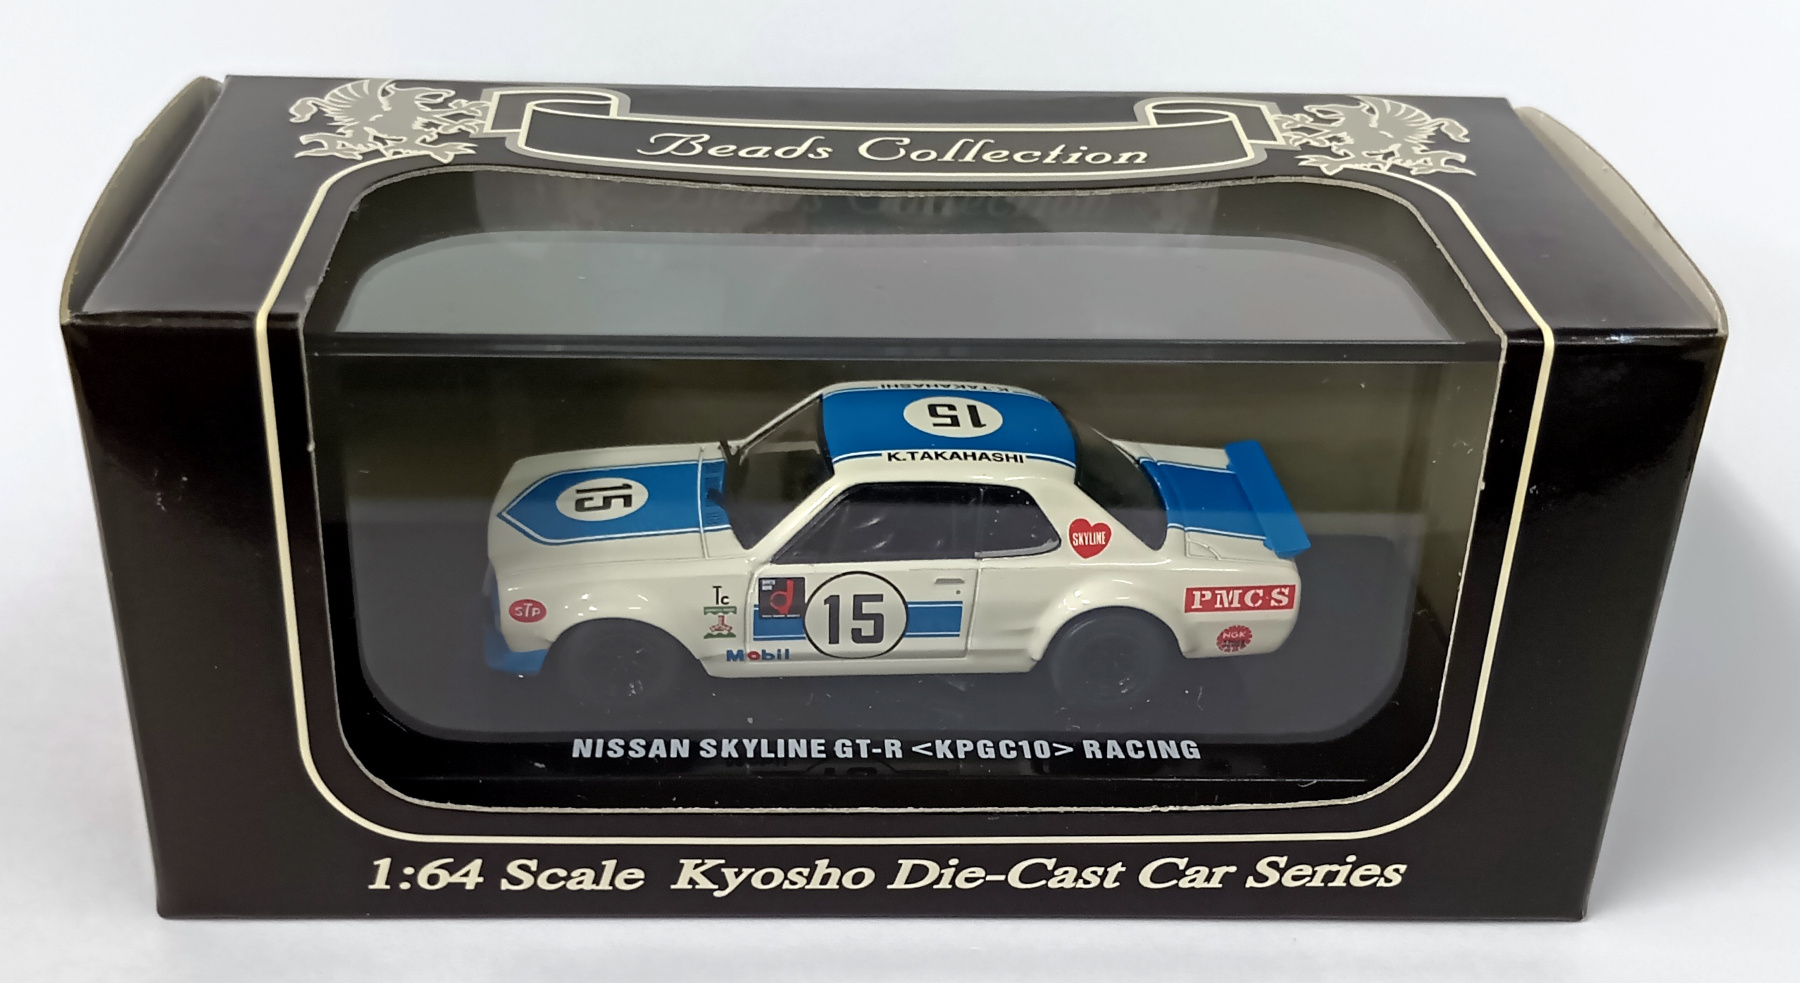 Beads Collection
K.TAKAHASHI
15
K.TAKAHASHI
15
SKYLINE
STP
Tc
d
15
Mobil
PMC·S
NGK
NISSAN SKYLINE GT-R <KPGC10> RACING
1:64 Scale Kyosho Die-Cast Car Series